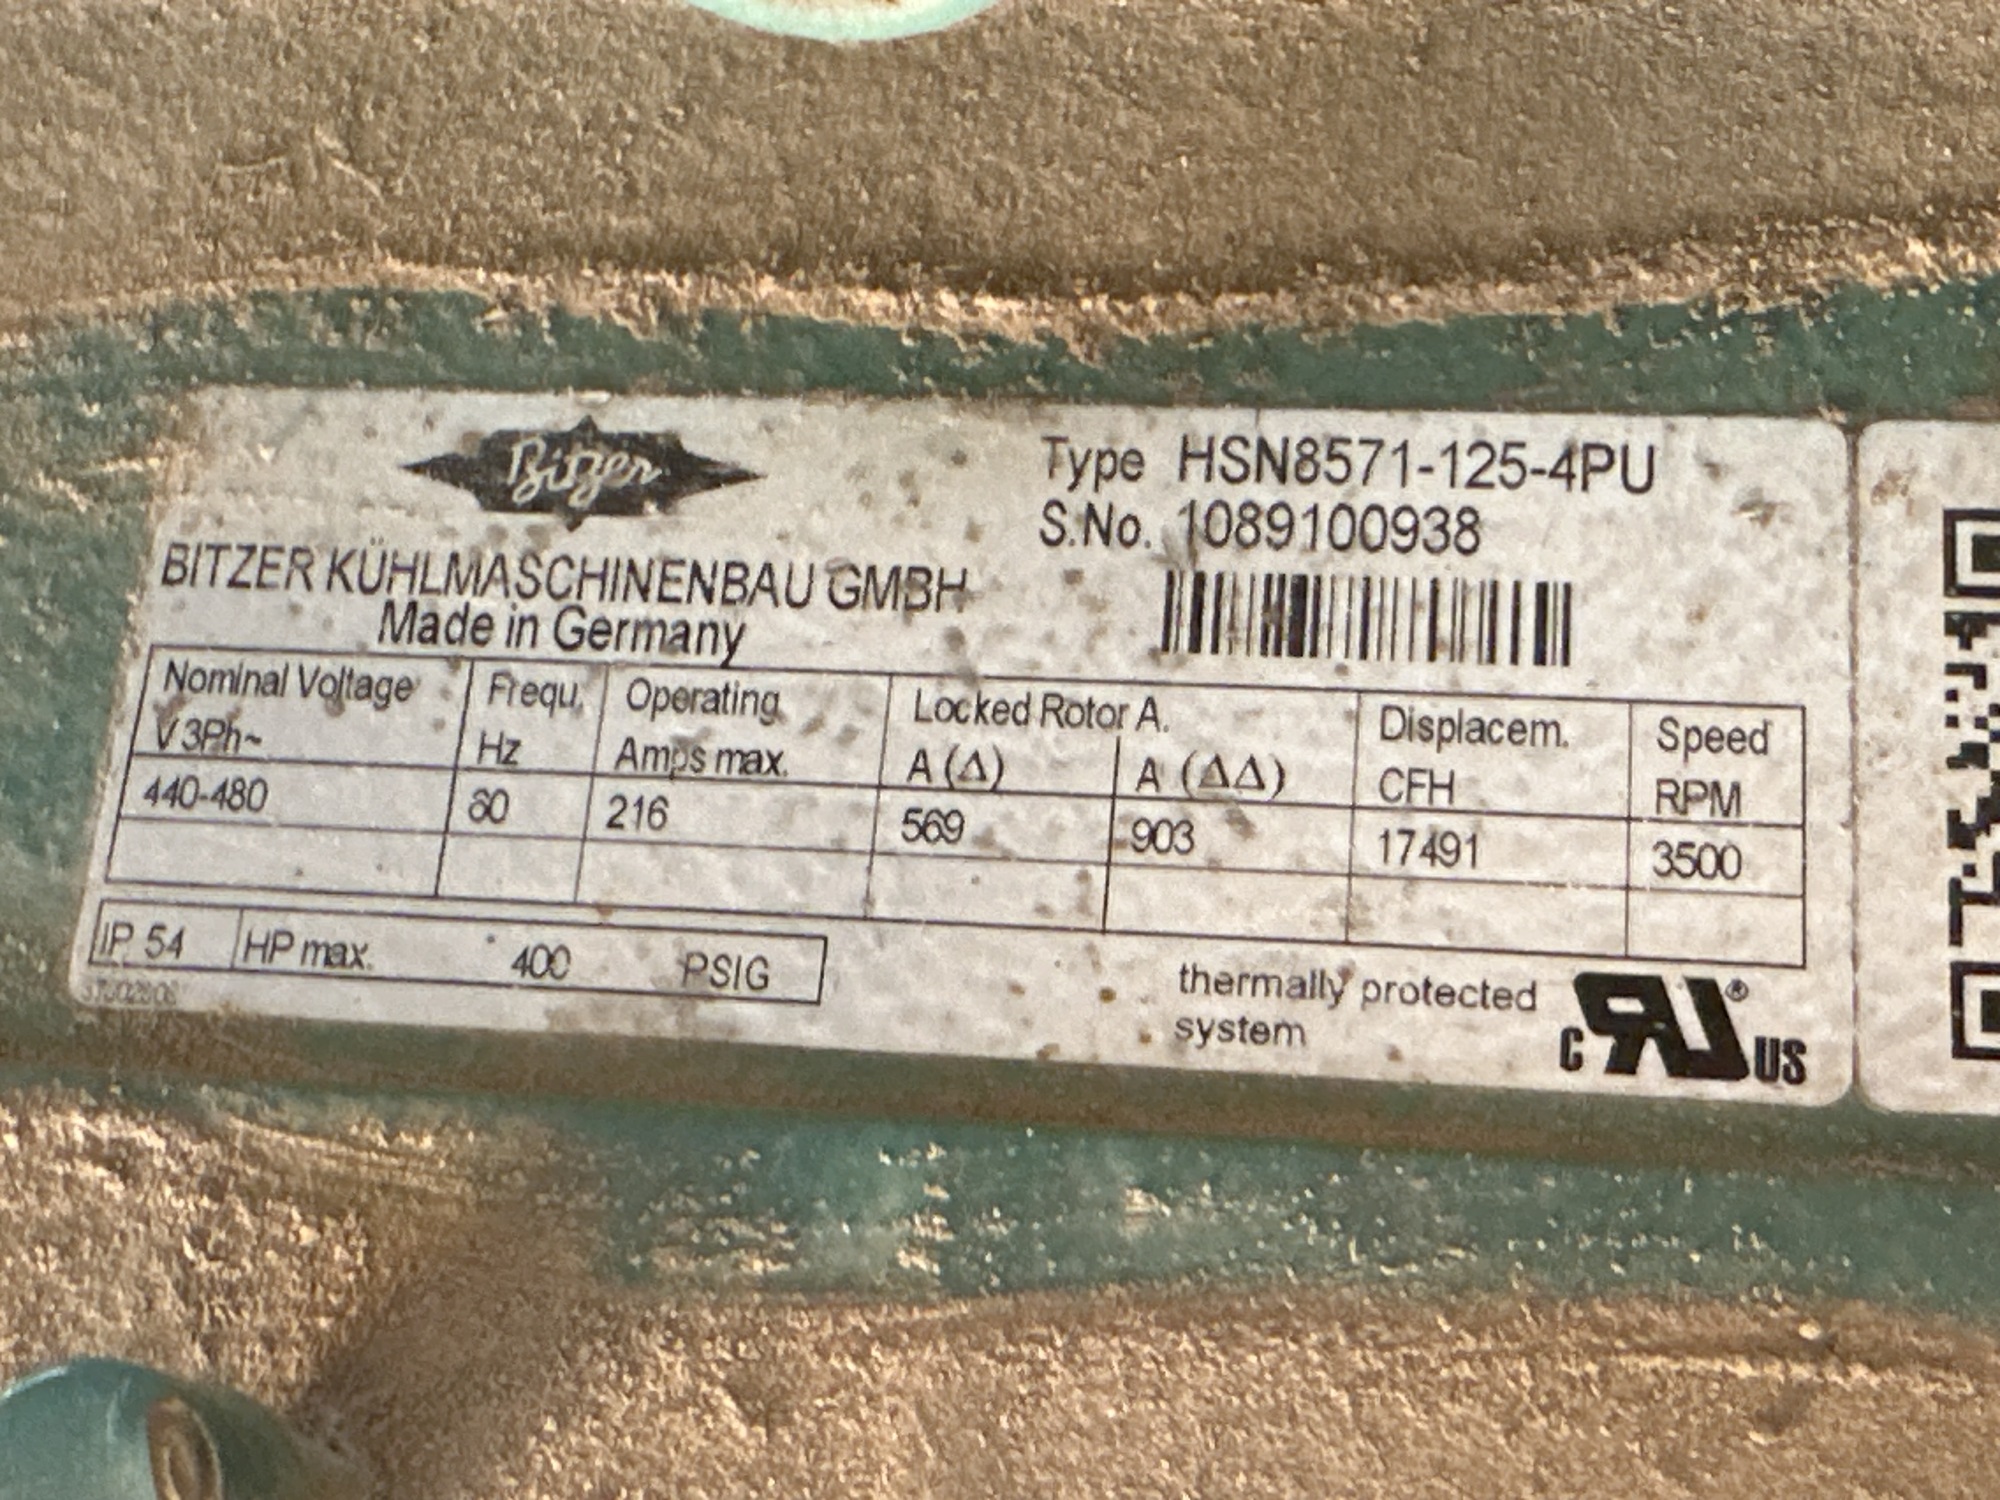 Bitzer
Type HSN8571-125-4PU
S.No. 1089100938
BITZER KÜHLMASCHINENBAU GMBH
Made in Germany
Nominal Voltage Frequ. Operating Locked Rotor A. Displacem. Speed
V 3Ph~ Hz Amps max. A (Δ) A (ΔΔ) CFH RPM
440-480 60 216 569 903 17491 3500
IP 54 HP max. 400 PSIG
thermally protected
system
C RU ® US